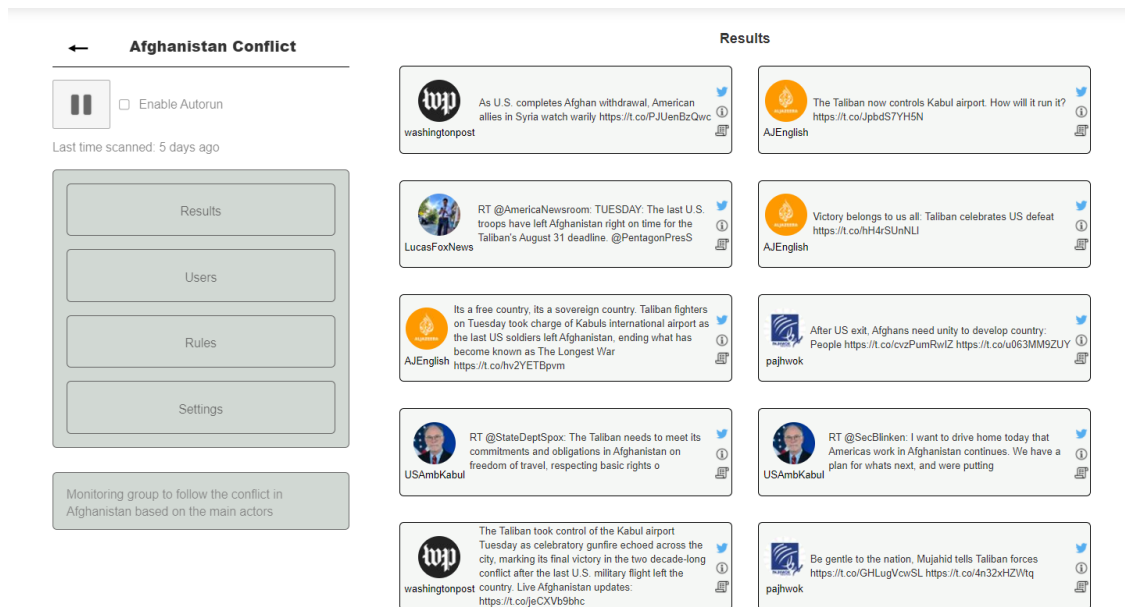 Afghanistan Conflict
Enable Autorun
Last time scanned: 5 days ago
Results
Users
Rules
Settings
Monitoring group to follow the conflict in
Afghanistan based on the main actors
Results
wp
washingtonpost
As U.S. completes Afghan withdrawal, American
allies in Syria watch warily https://t.co/PJUenBzQwc
AJEnglish
The Taliban now controls Kabul airport. How will it run it?
https://t.co/JpbdS7YH5N
LucasFoxNews
RT @AmericaNewsroom: TUESDAY: The last U.S.
troops have left Afghanistan right on time for the
Taliban's August 31 deadline. @PentagonPresS
AJEnglish
Victory belongs to us all: Taliban celebrates US defeat
https://t.co/hH4rSUnNLI
AJEnglish
Its a free country, its a sovereign country. Taliban fighters
on Tuesday took charge of Kabuls international airport as
the last US soldiers left Afghanistan, ending what has
become known as The Longest War
https://t.co/hv2YETBpvm
pajhwok
After US exit, Afghans need unity to develop country:
People https://t.co/cvzPumRwIZ https://t.co/u063MM9ZUY
USAmbKabul
RT @StateDeptSpox: The Taliban needs to meet its
commitments and obligations in Afghanistan on
freedom of travel, respecting basic rights o
USAmbKabul
RT @SecBlinken: I want to drive home today that
Americas work in Afghanistan continues. We have a
plan for whats next, and were putting
wp
washingtonpost
The Taliban took control of the Kabul airport
Tuesday as celebratory gunfire echoed across the
city, marking its final victory in the two decade-long
conflict after the last U.S. military flight left the
country. Live Afghanistan updates:
https://t.co/jeCXVb9bhc
pajhwok
Be gentle to the nation, Mujahid tells Taliban forces
https://t.co/GHLugVcwSL https://t.co/4n32xHZWtq